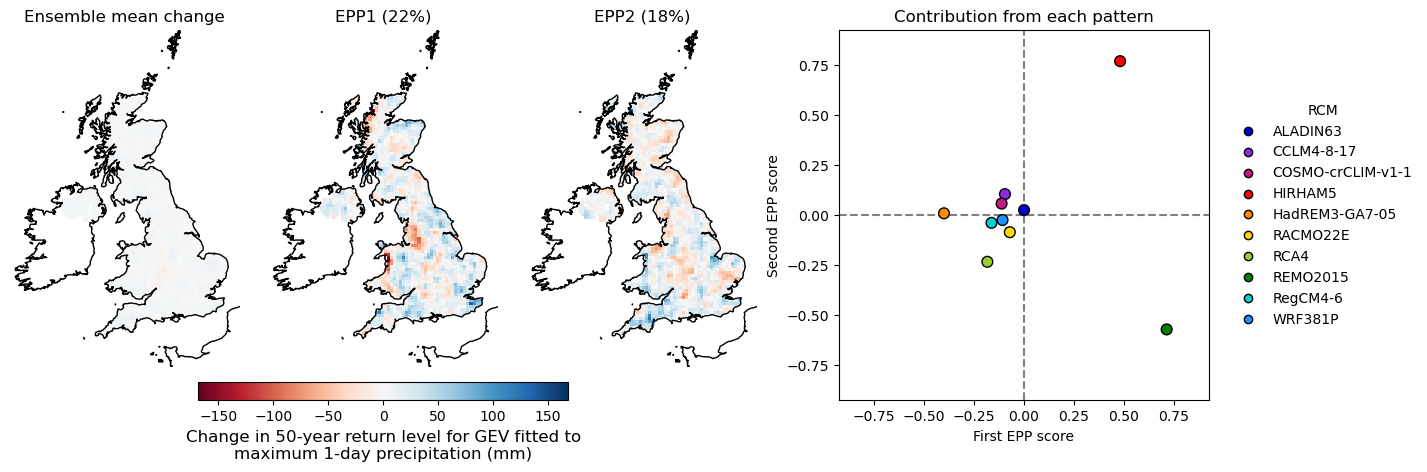 Ensemble mean change
EPP1 (22%)
EPP2 (18%)
Contribution from each pattern
Second EPP score
0.75
0.50
0.25
0.00
−0.25
−0.50
−0.75
−0.75
−0.50
−0.25
0.00
0.25
0.50
0.75
First EPP score
RCM
ALADIN63
CCLM4-8-17
COSMO-crCLIM-v1-1
HIRHAM5
HadREM3-GA7-05
RACMO22E
RCA4
REMO2015
RegCM4-6
WRF381P
−150
−100
−50
0
50
100
150
Change in 50-year return level for GEV fitted to
maximum 1-day precipitation (mm)